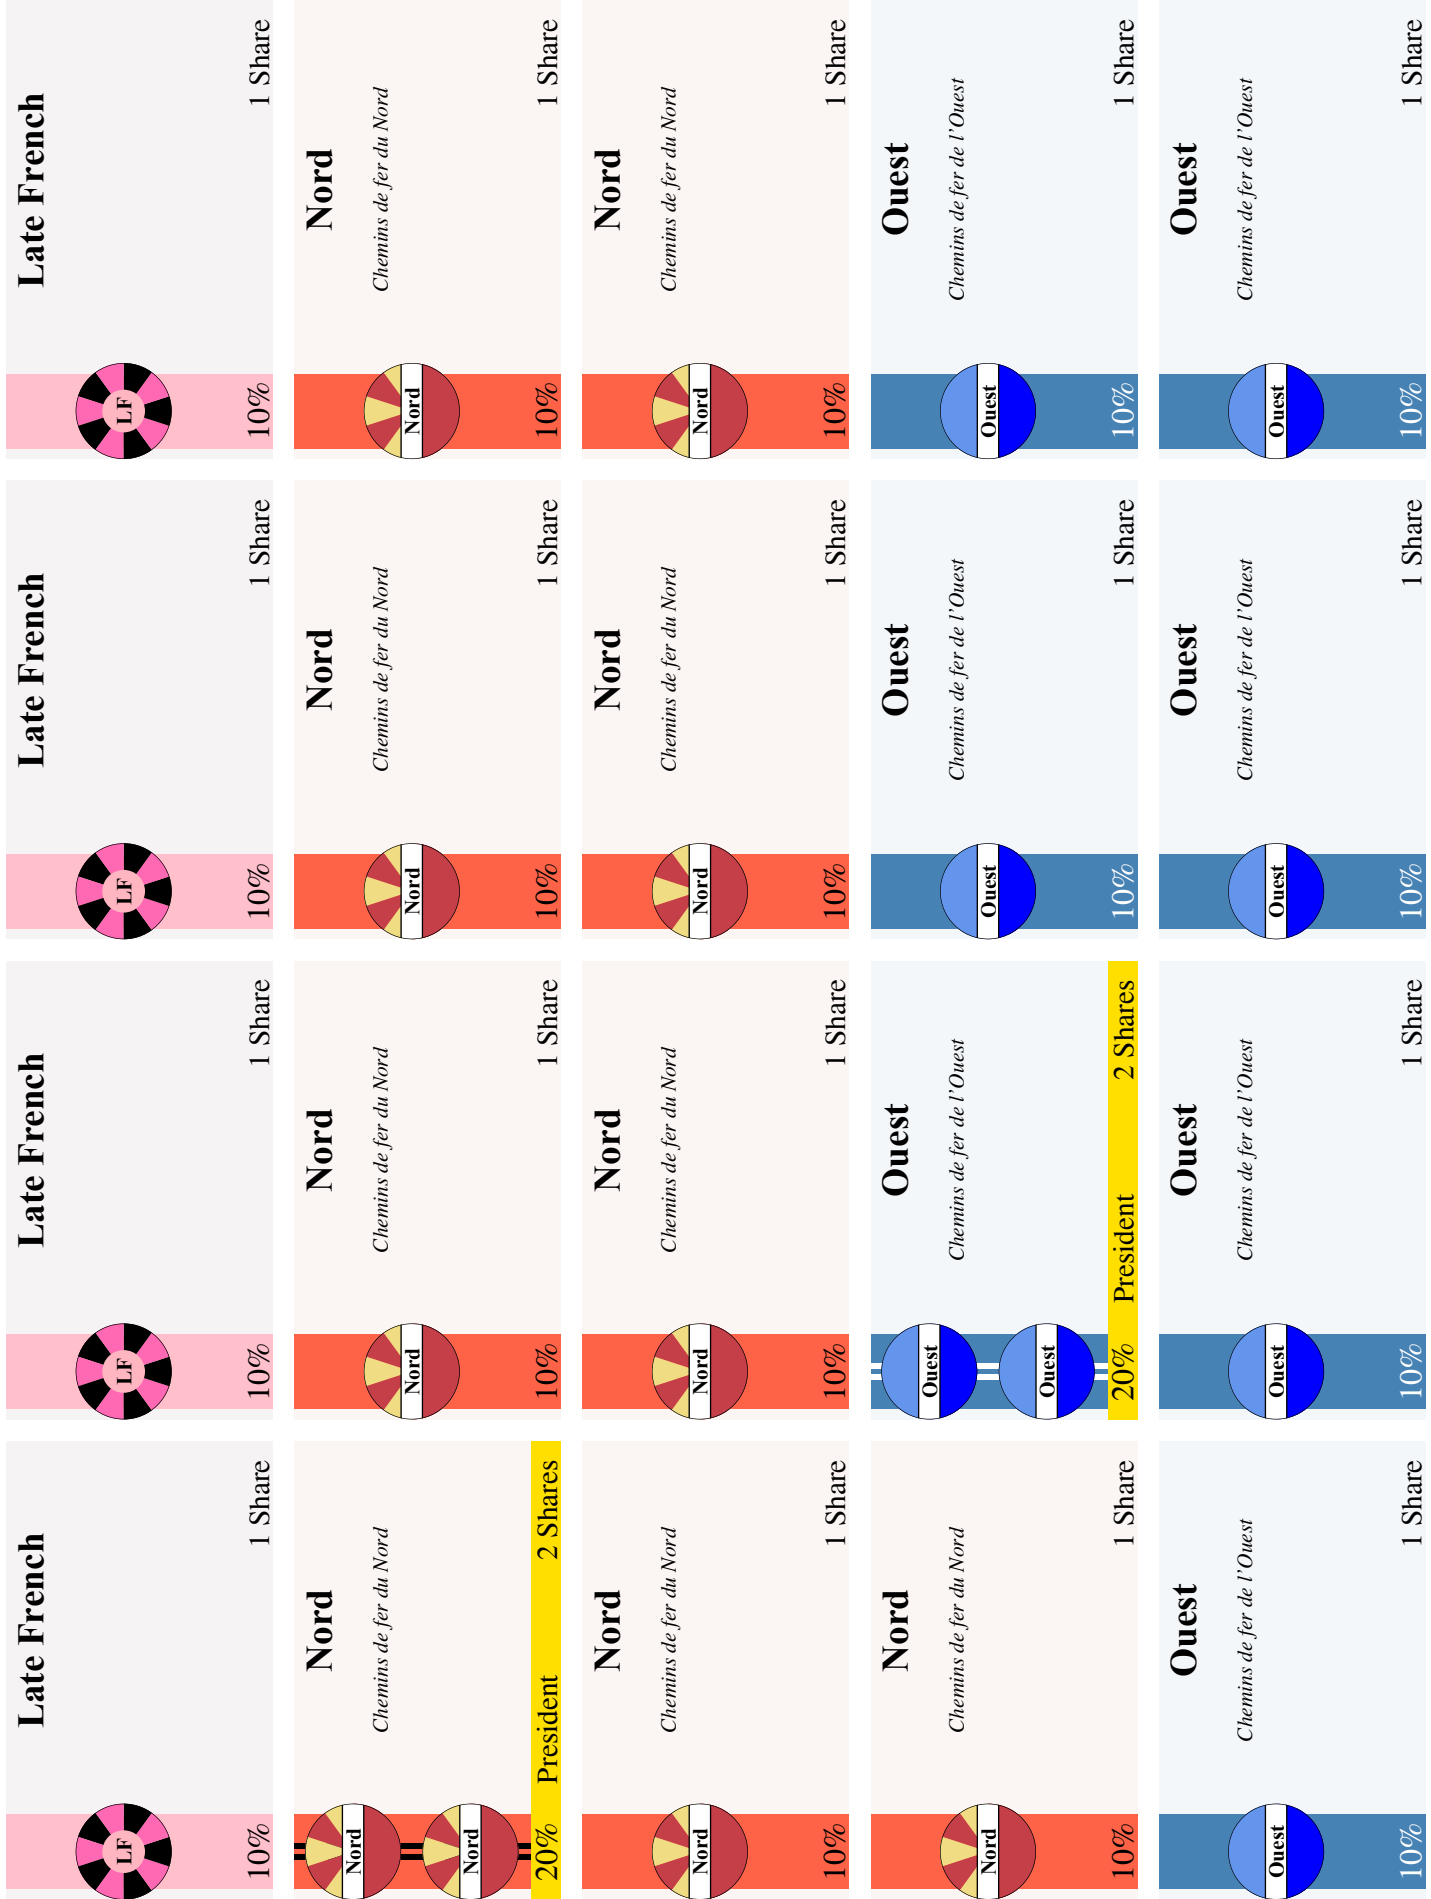 Late French
LF
10% 1 Share
Late French
LF
10% 1 Share
Late French
LF
10% 1 Share
Late French
LF
10% 1 Share
Nord
Nord
Chemins de fer du Nord
Nord
20% President 2 Shares
Nord
Chemins de fer du Nord
Nord
10% 1 Share
Nord
Chemins de fer du Nord
Nord
10% 1 Share
Nord
Chemins de fer du Nord
Nord
10% 1 Share
Nord
Chemins de fer du Nord
Nord
10% 1 Share
Nord
Chemins de fer du Nord
Nord
10% 1 Share
Nord
Chemins de fer du Nord
Nord
10% 1 Share
Nord
Chemins de fer du Nord
Nord
10% 1 Share
Nord
Chemins de fer du Nord
Nord
10% 1 Share
Ouest
Ouest
Chemins de fer de l'Ouest
Ouest
20% President 2 Shares
Ouest
Chemins de fer de l'Ouest
Ouest
10% 1 Share
Ouest
Chemins de fer de l'Ouest
Ouest
10% 1 Share
Ouest
Chemins de fer de l'Ouest
Ouest
10% 1 Share
Ouest
Chemins de fer de l'Ouest
Ouest
10% 1 Share
Ouest
Chemins de fer de l'Ouest
Ouest
10% 1 Share
Ouest
Chemins de fer de l'Ouest
Ouest
10% 1 Share